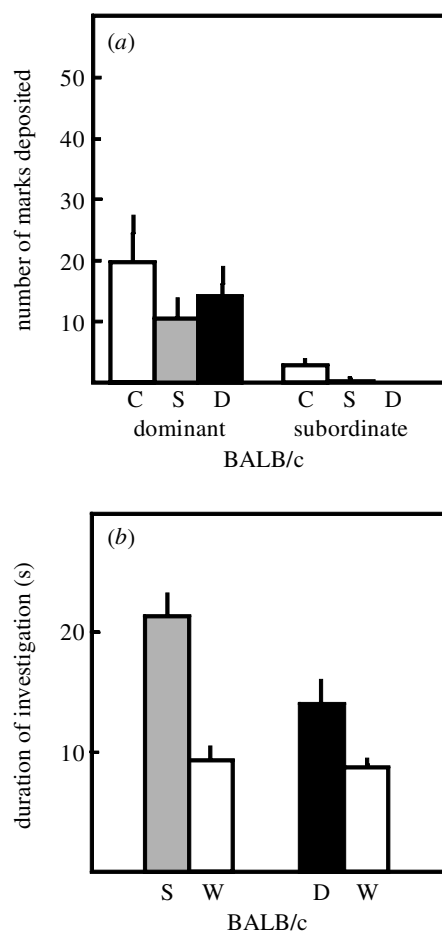 (a)
number of marks deposited
50
40
30
20
10
C S D C S D
dominant subordinate
BALB/c
(b)
duration of investigation (s)
20
10
S W D W
BALB/c